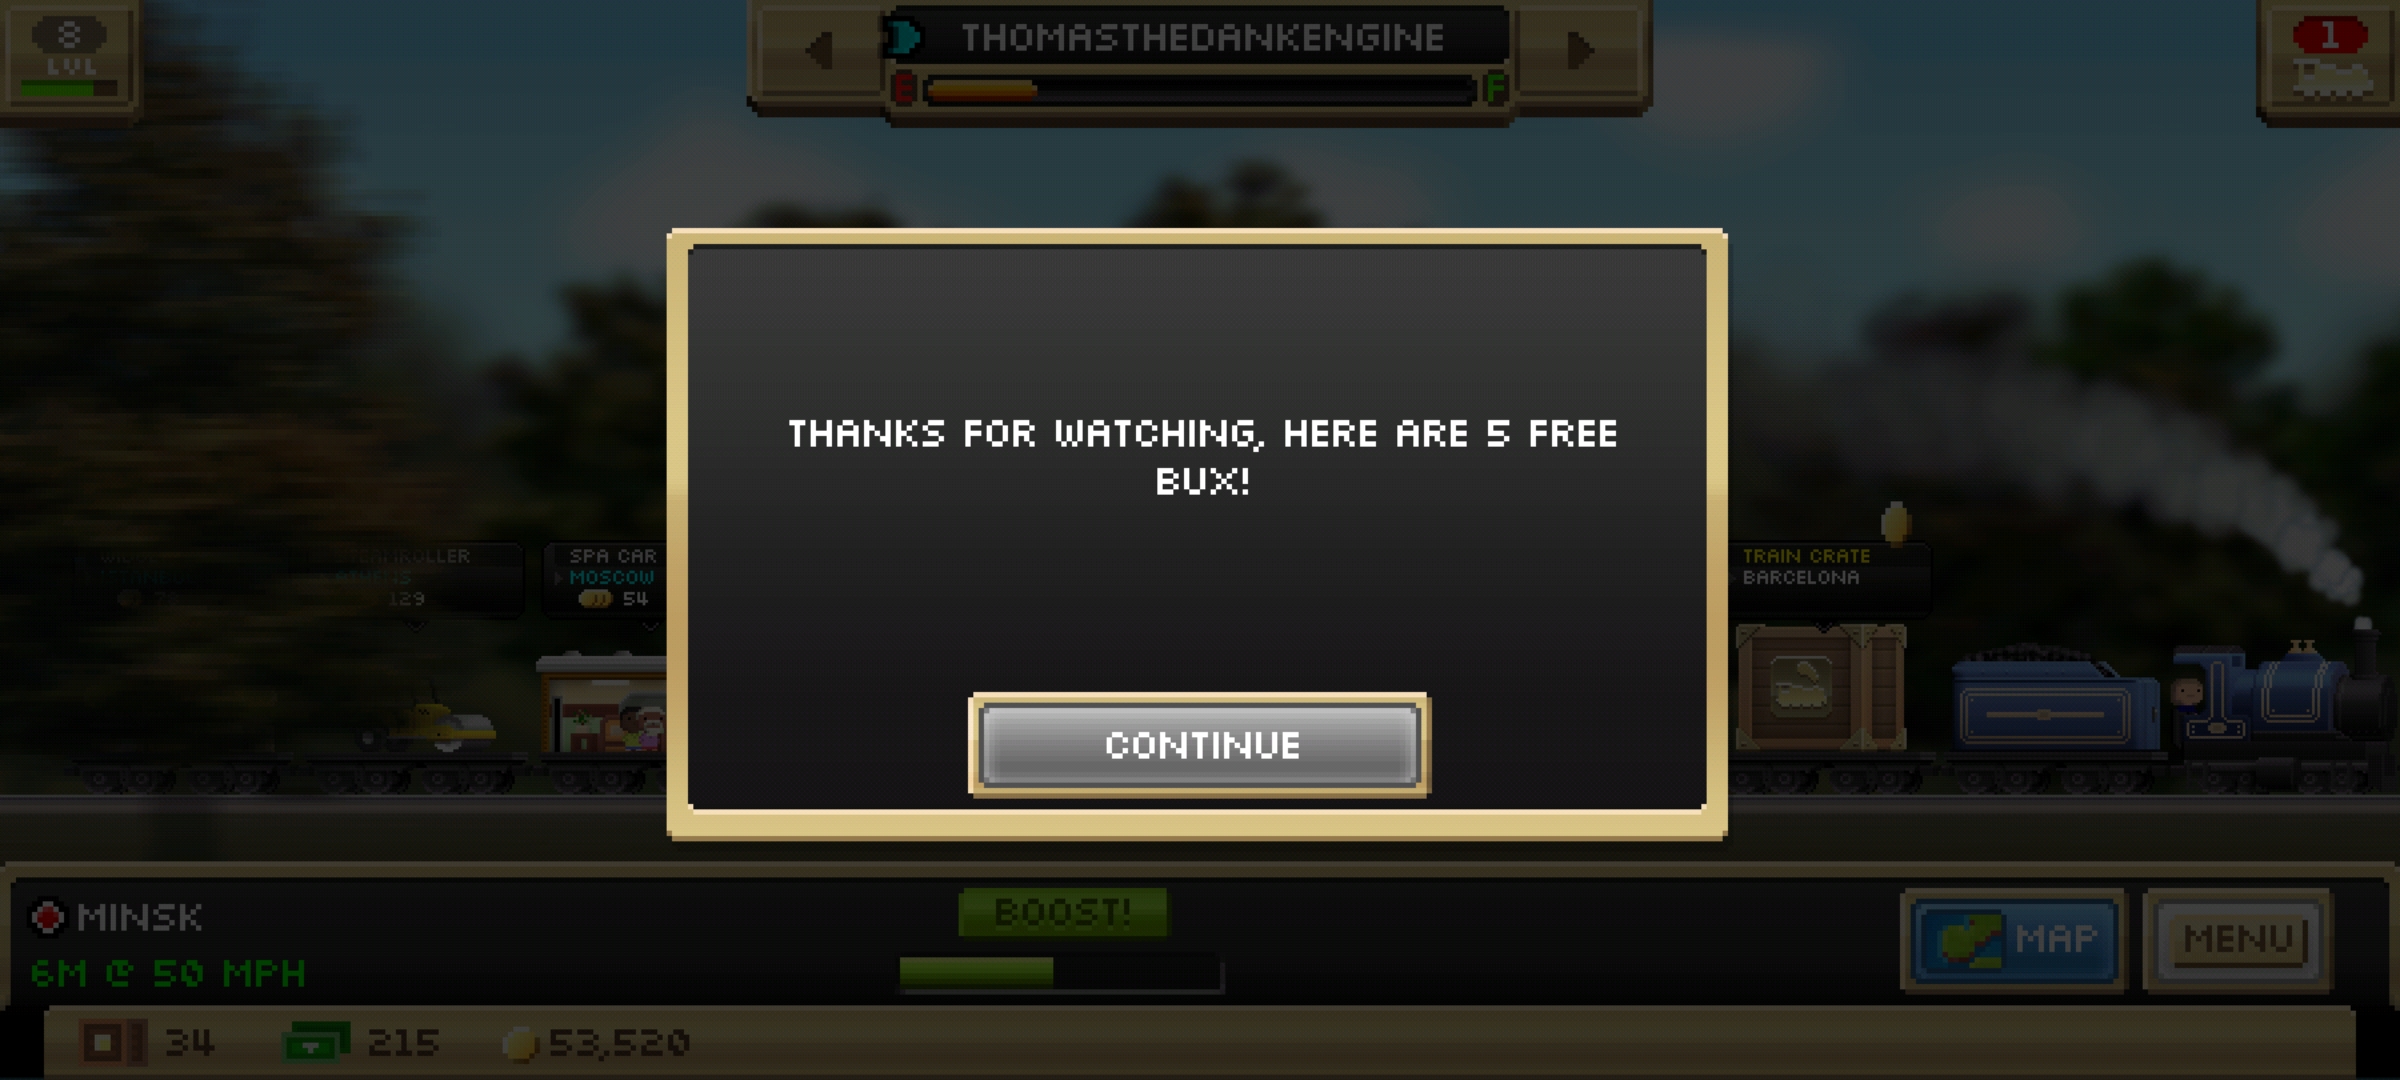 8
LVL
THOMASTHEDANKENGINE
E F
1
THANKS FOR WATCHING, HERE ARE 5 FREE
BUX!
CONTINUE
ATHENS
129
SPA CAR
MOSCOW
54
TRAIN CRATE
BARCELONA
MINSK
6M @ 50 MPH
BOOST!
MAP
MENU
34
215
53,520